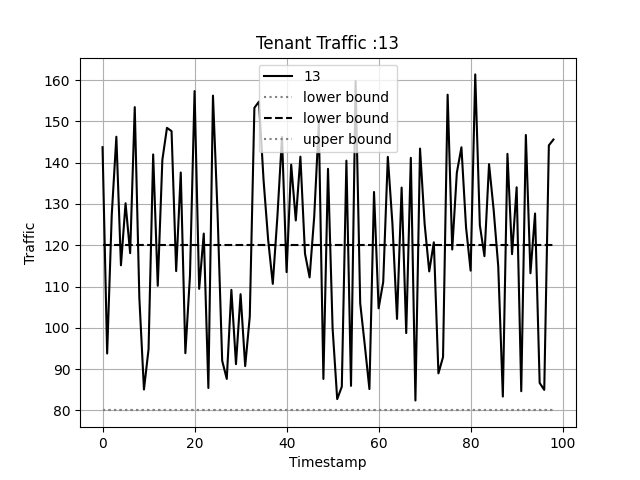 Tenant Traffic :13
13
lower bound
lower bound
upper bound
Traffic
160
150
140
130
120
110
100
90
80
0 20 40 60 80 100
Timestamp